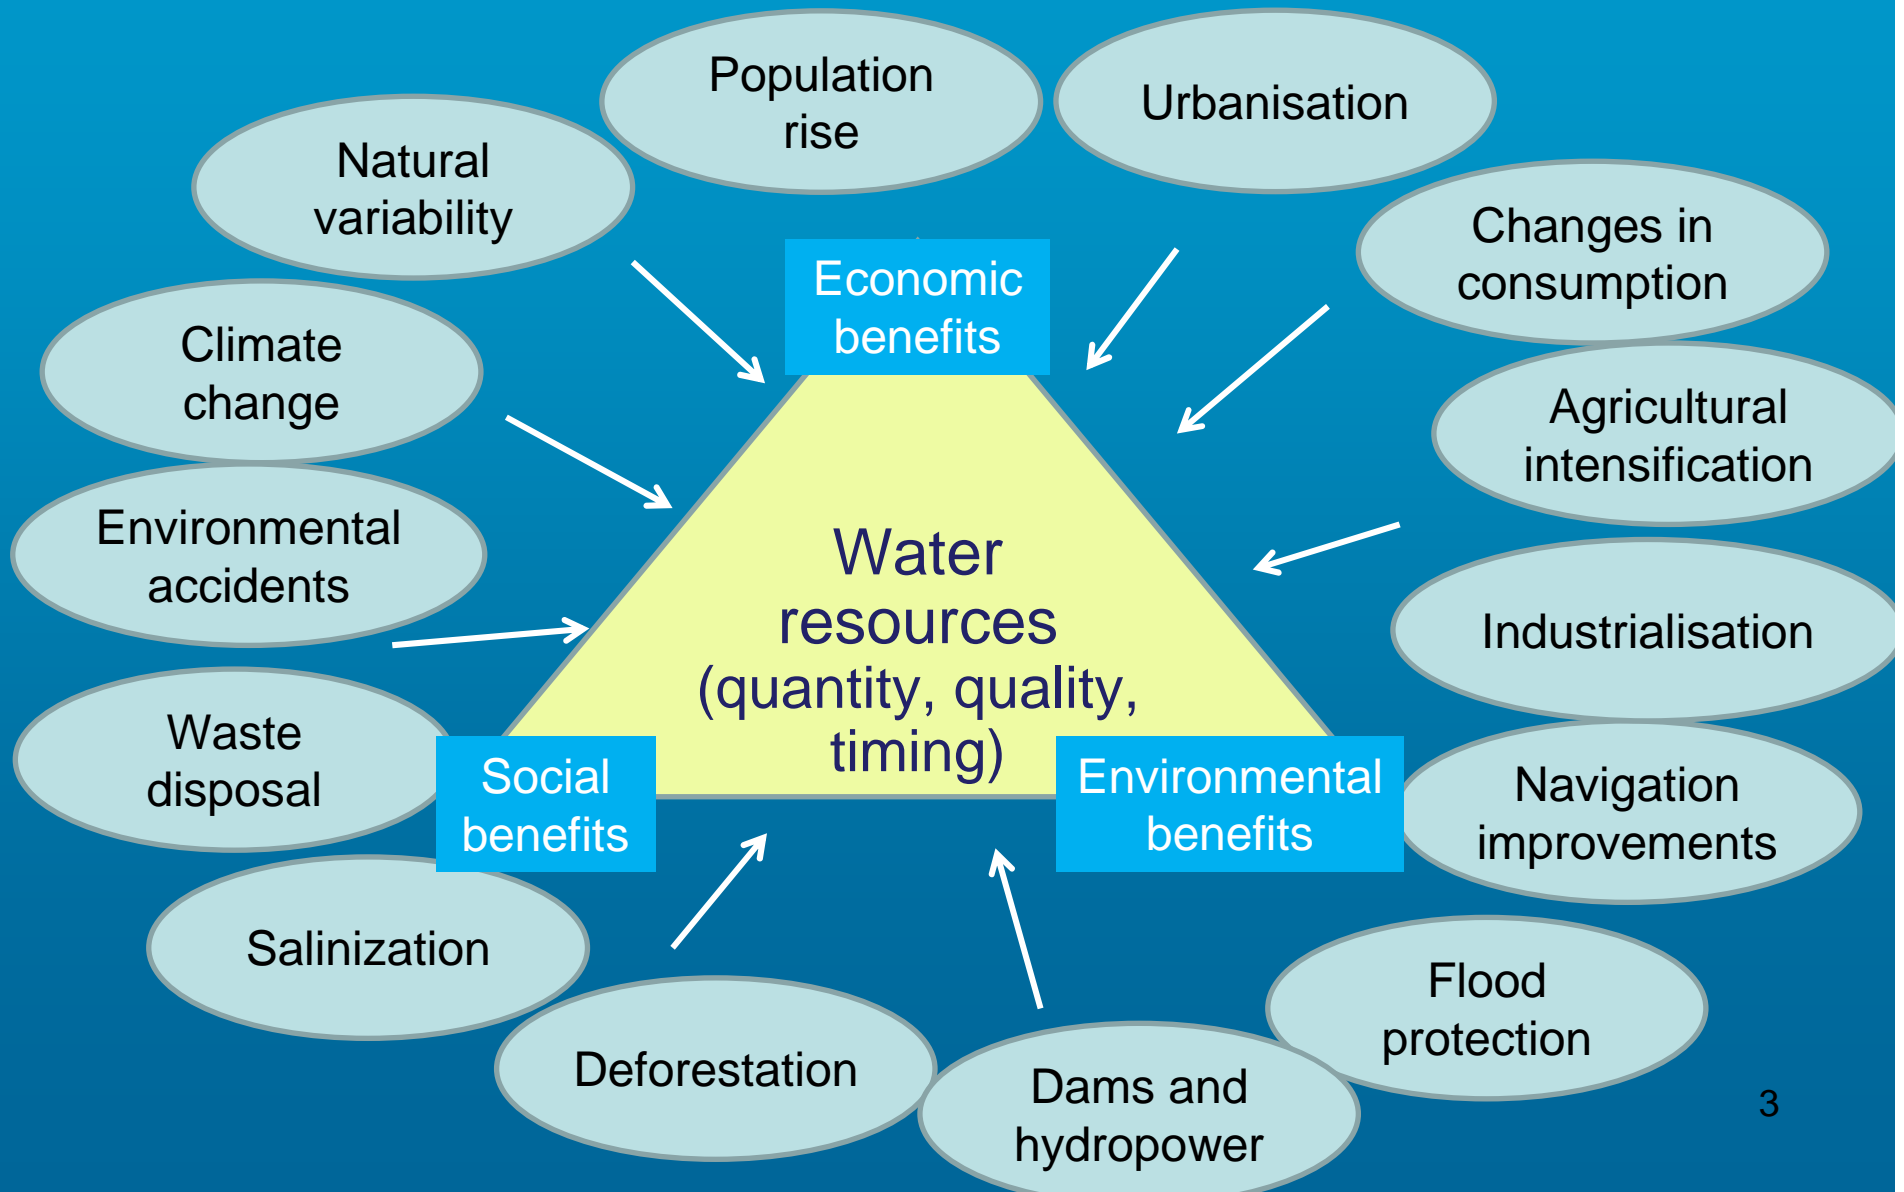 Population
rise
Urbanisation
Natural
variability
Changes in
consumption
Economic
benefits
Climate
change
Agricultural
intensification
Environmental
accidents
Water
resources
(quantity, quality,
timing)
Industrialisation
Waste
disposal
Social
benefits
Environmental
benefits
Navigation
improvements
Salinization
Flood
protection
Deforestation
Dams and
hydropower
3